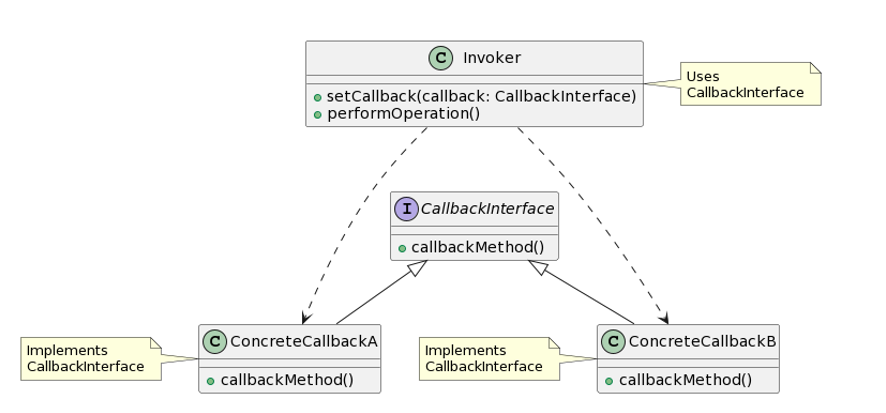 C Invoker
setCallback(callback: CallbackInterface)
performOperation()
Uses
CallbackInterface
I CallbackInterface
callbackMethod()
C ConcreteCallbackA
callbackMethod()
Implements
CallbackInterface
C ConcreteCallbackB
callbackMethod()
Implements
CallbackInterface